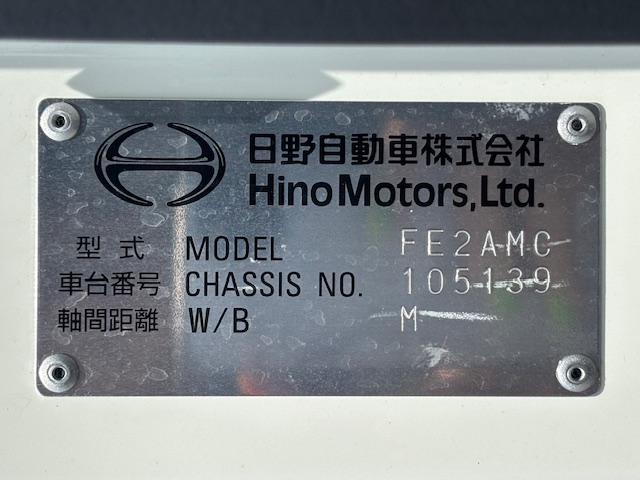 日野自動車株式会社
Hino Motors, Ltd.
型式 MODEL FE2AMC
車台番号 CHASSIS NO. 105139
軸間距離 W/B M